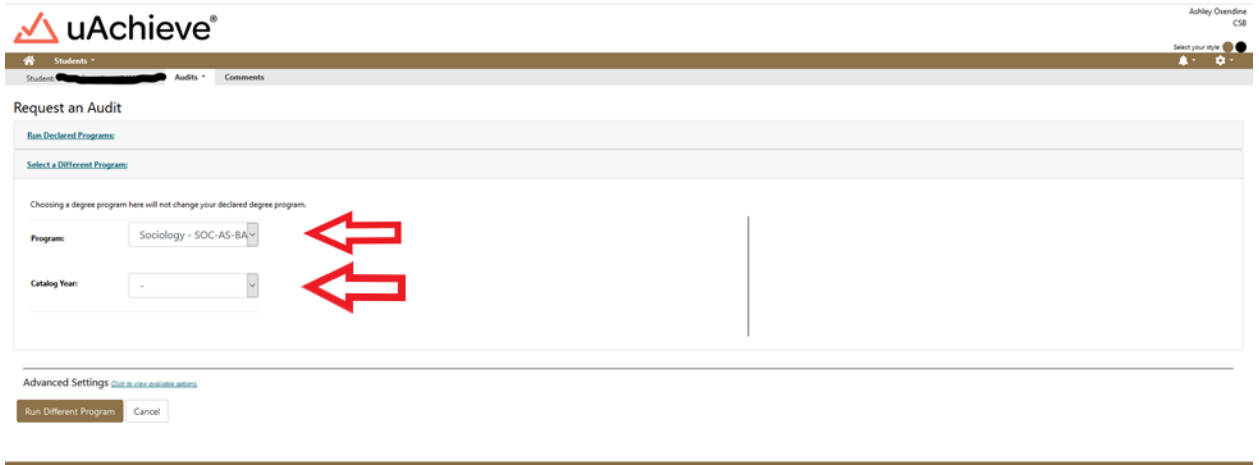 uAchieve®
Ashley Oxendine
CSB
Select your style:
Students
Student: Audits Comments
Request an Audit
Run Declared Programs:
Select a Different Program:
Choosing a degree program here will not change your declared degree program.
Program: Sociology - SOC-AS-BA
Catalog Year: -
Advanced Settings Click to view available options.
Run Different Program Cancel